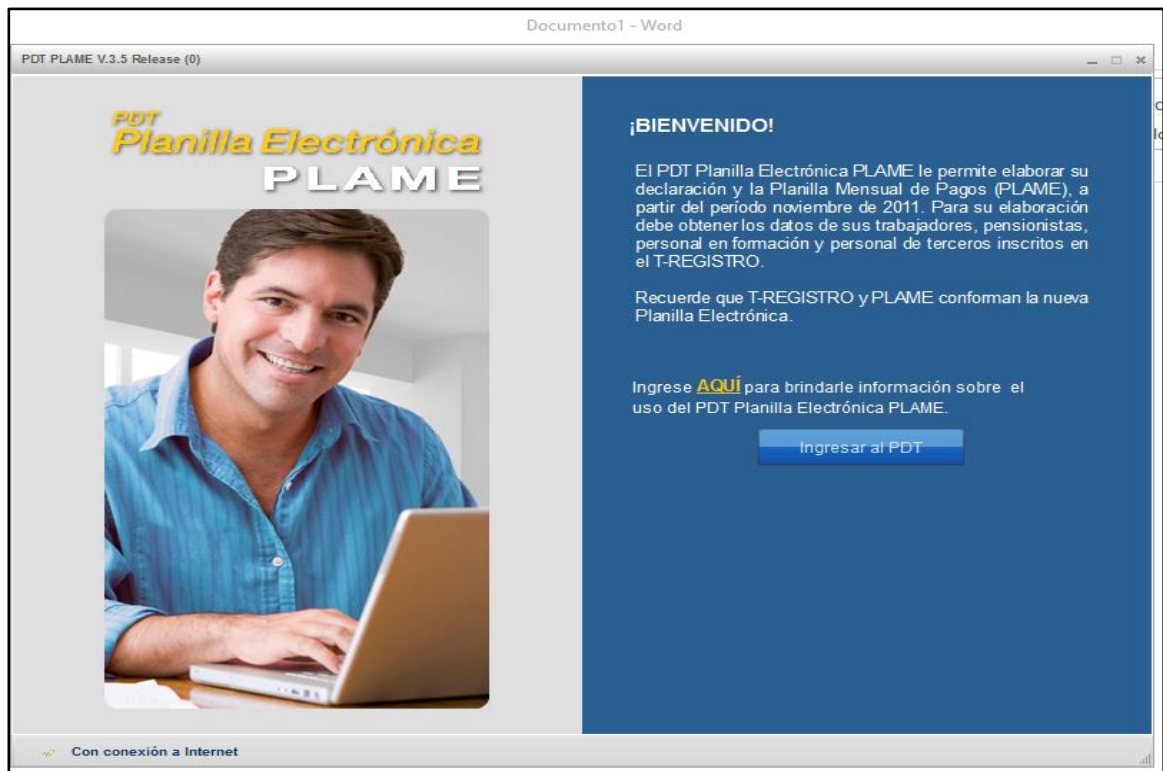 Documento1 - Word
PDT PLAME V.3.5 Release (0)
PDT
Planilla Electrónica
PLAME
¡BIENVENIDO!
El PDT Planilla Electrónica PLAME le permite elaborar su
declaración y la Planilla Mensual de Pagos (PLAME), a
partir del período noviembre de 2011. Para su elaboración
debe obtener los datos de sus trabajadores, pensionistas,
personal en formación y personal de terceros inscritos en
el T-REGISTRO.
Recuerde que T-REGISTRO y PLAME conforman la nueva
Planilla Electrónica.
Ingrese AQUÍ para brindarle información sobre el
uso del PDT Planilla Electrónica PLAME.
Ingresar al PDT
Con conexión a Internet